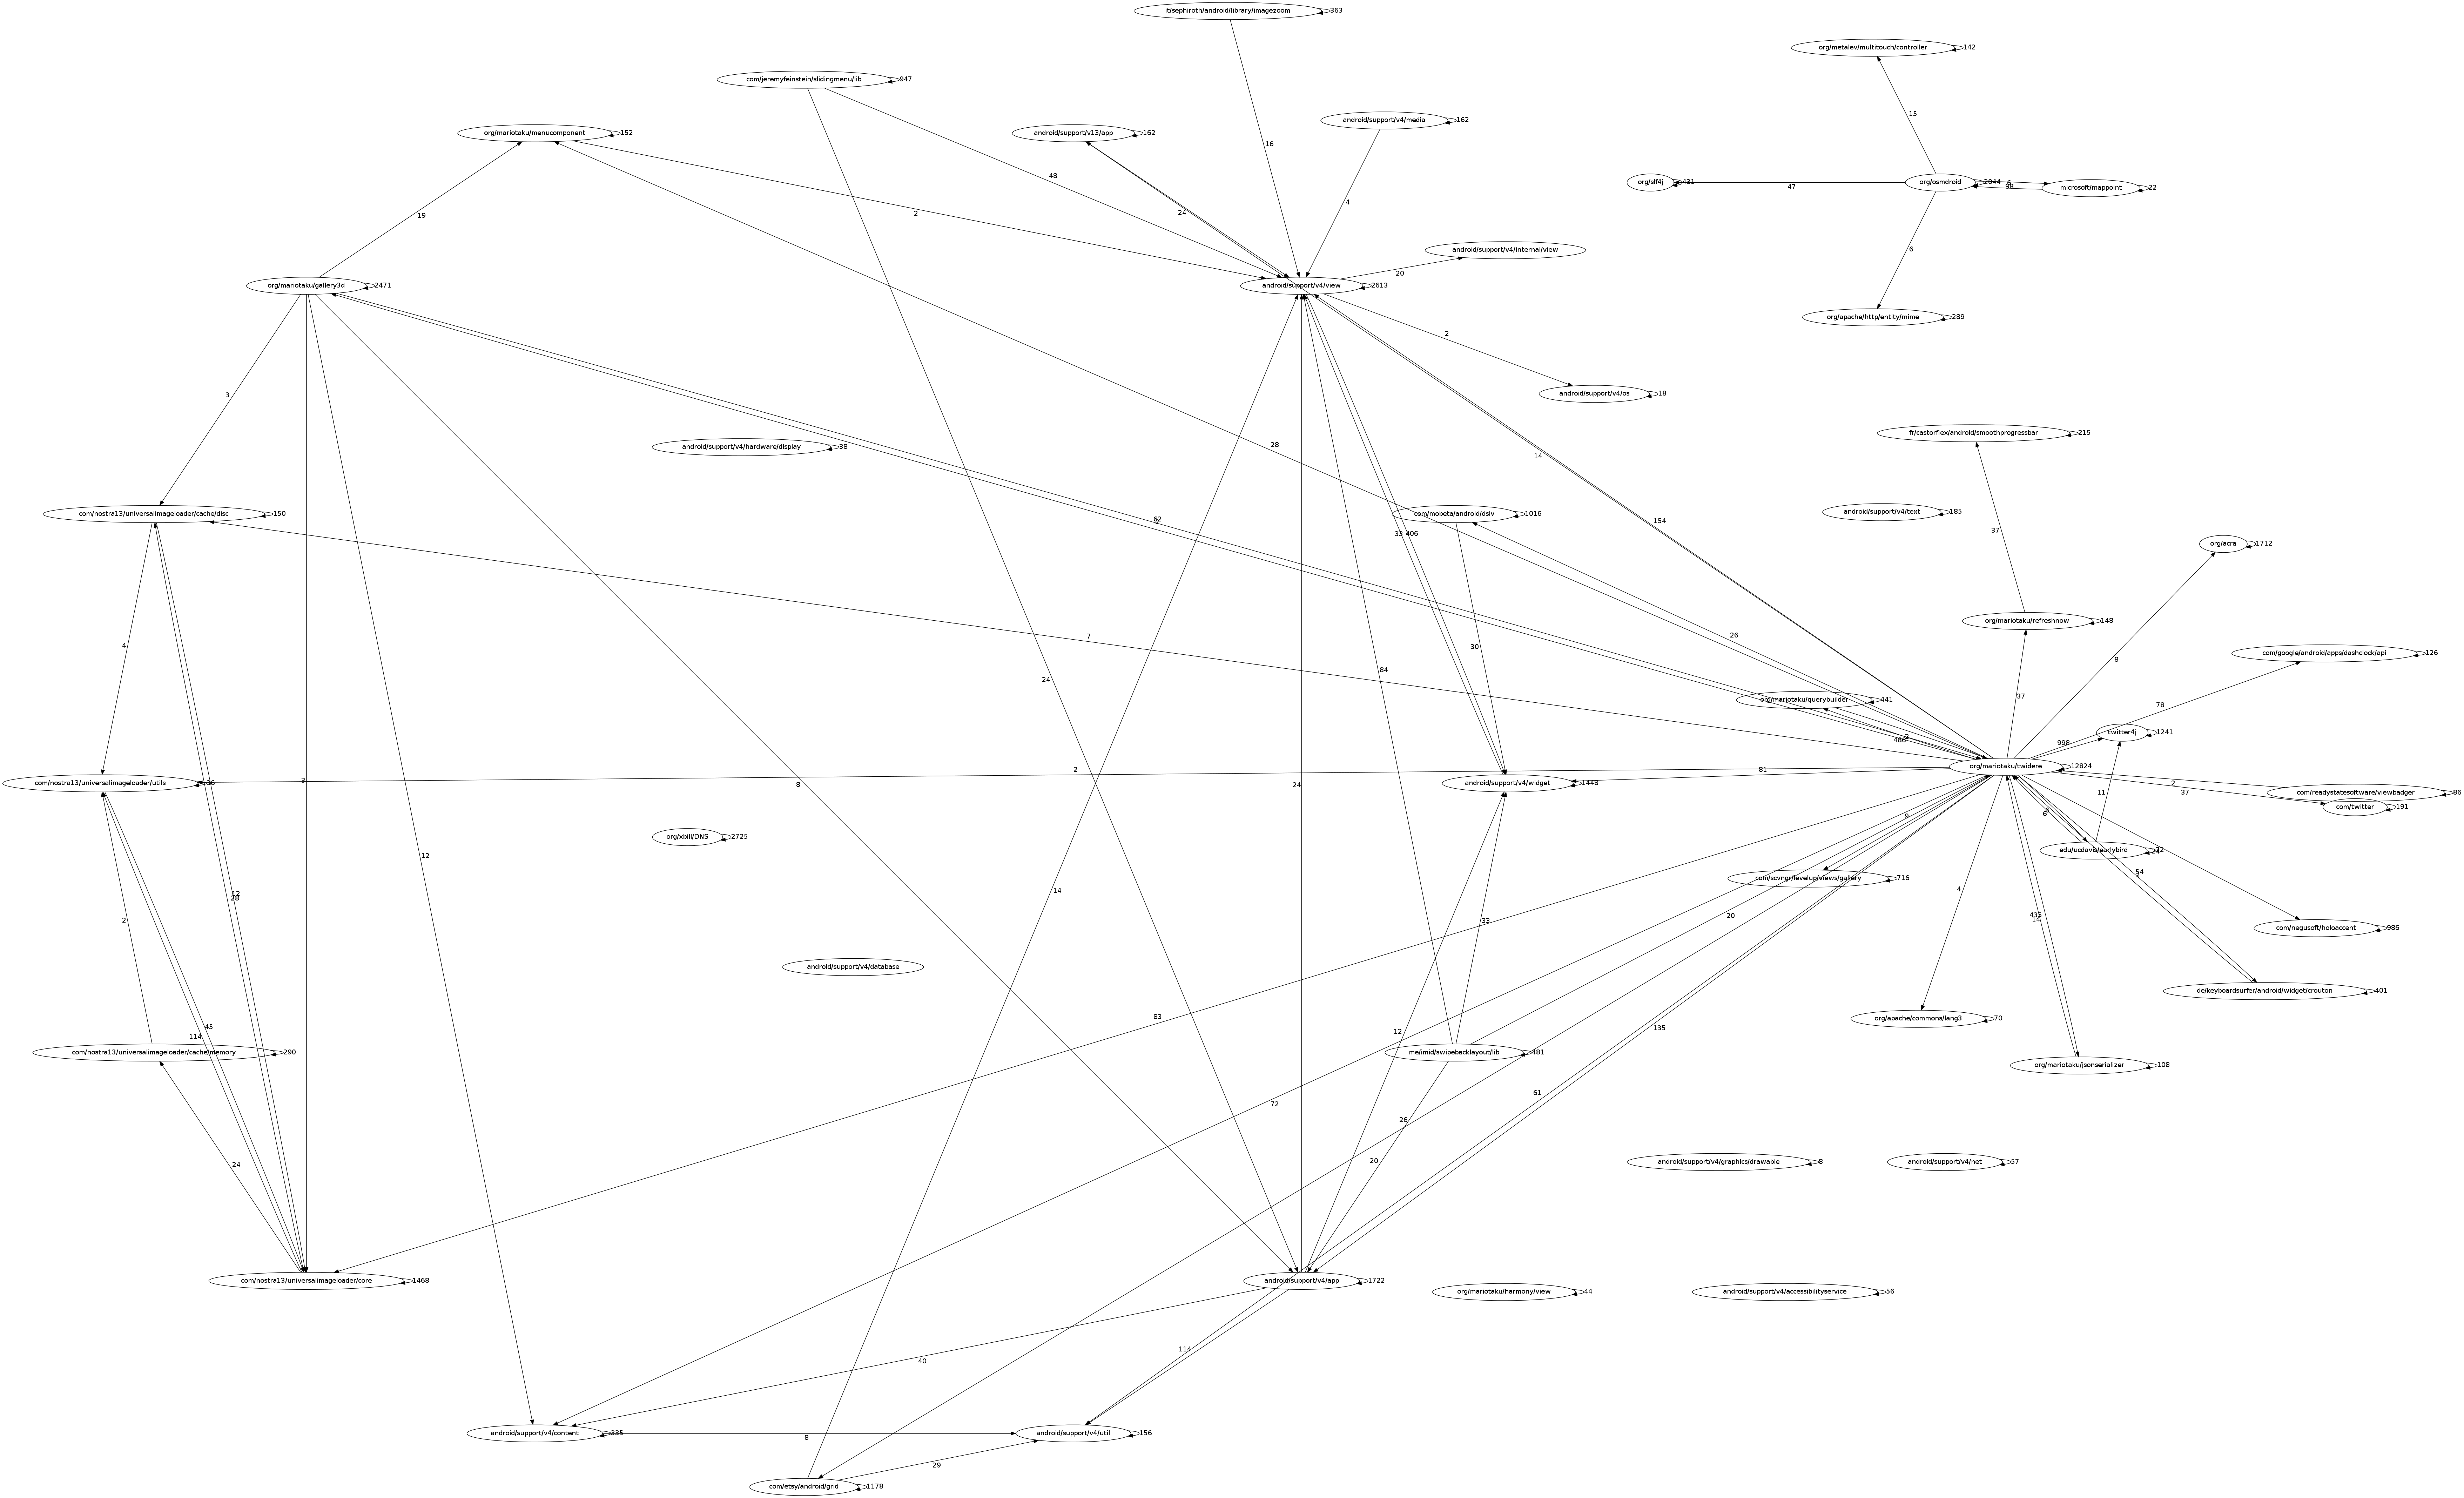 it/sephiroth/android/library/imagezoom 363
org/metalev/multitouch/controller 142
com/jeremyfeinstein/slidingmenu/lib 947
15
android/support/v4/media 162
org/mariotaku/menucomponent 152
android/support/v13/app 162
16
48
org/slf4j 431
47
org/osmdroid 2044
6
98
microsoft/mappoint 22
4
19
2
24
6
android/support/v4/internal/view
20
org/mariotaku/gallery3d 2471
android/support/v4/view 2613
org/apache/http/entity/mime 289
2
3
android/support/v4/os 18
fr/castorflex/android/smoothprogressbar 215
28
android/support/v4/hardware/display 38
14
com/nostra13/universalimageloader/cache/disc 150
62
2
com/mobeta/android/dslv 1016
android/support/v4/text 185
154
37
33
406
org/acra 1712
org/mariotaku/refreshnow 148
7
26
4
30
com/google/android/apps/dashclock/api 126
8
84
24
org/mariotaku/querybuilder 441
37
78
486
2
998
twitter4j 1241
org/mariotaku/twidere 12824
2
81
com/nostra13/universalimageloader/utils 136
3
8
24
android/support/v4/widget 1448
2
37
com/readystatesoftware/viewbadger 86
com/twitter 191
11
9
6
org/xbill/DNS 2725
edu/ucdavis/earlybird
72
12
com/scvngr/levelup/views/gallery 716
54
12
28
14
4
2
20
33
435
14
com/negusoft/holoaccent 986
android/support/v4/database
de/keyboardsurfer/android/widget/crouton 401
83
org/apache/commons/lang3 70
45
114
12
135
com/nostra13/universalimageloader/cache/memory 290
me/imid/swipebacklayout/lib 481
org/mariotaku/jsonserializer 108
72
61
26
24
20
android/support/v4/graphics/drawable 8
android/support/v4/net 57
com/nostra13/universalimageloader/core 1468
android/support/v4/app 1722
org/mariotaku/harmony/view 44
android/support/v4/accessibilityservice 56
114
40
android/support/v4/content 335
8
android/support/v4/util 156
29
com/etsy/android/grid 1178